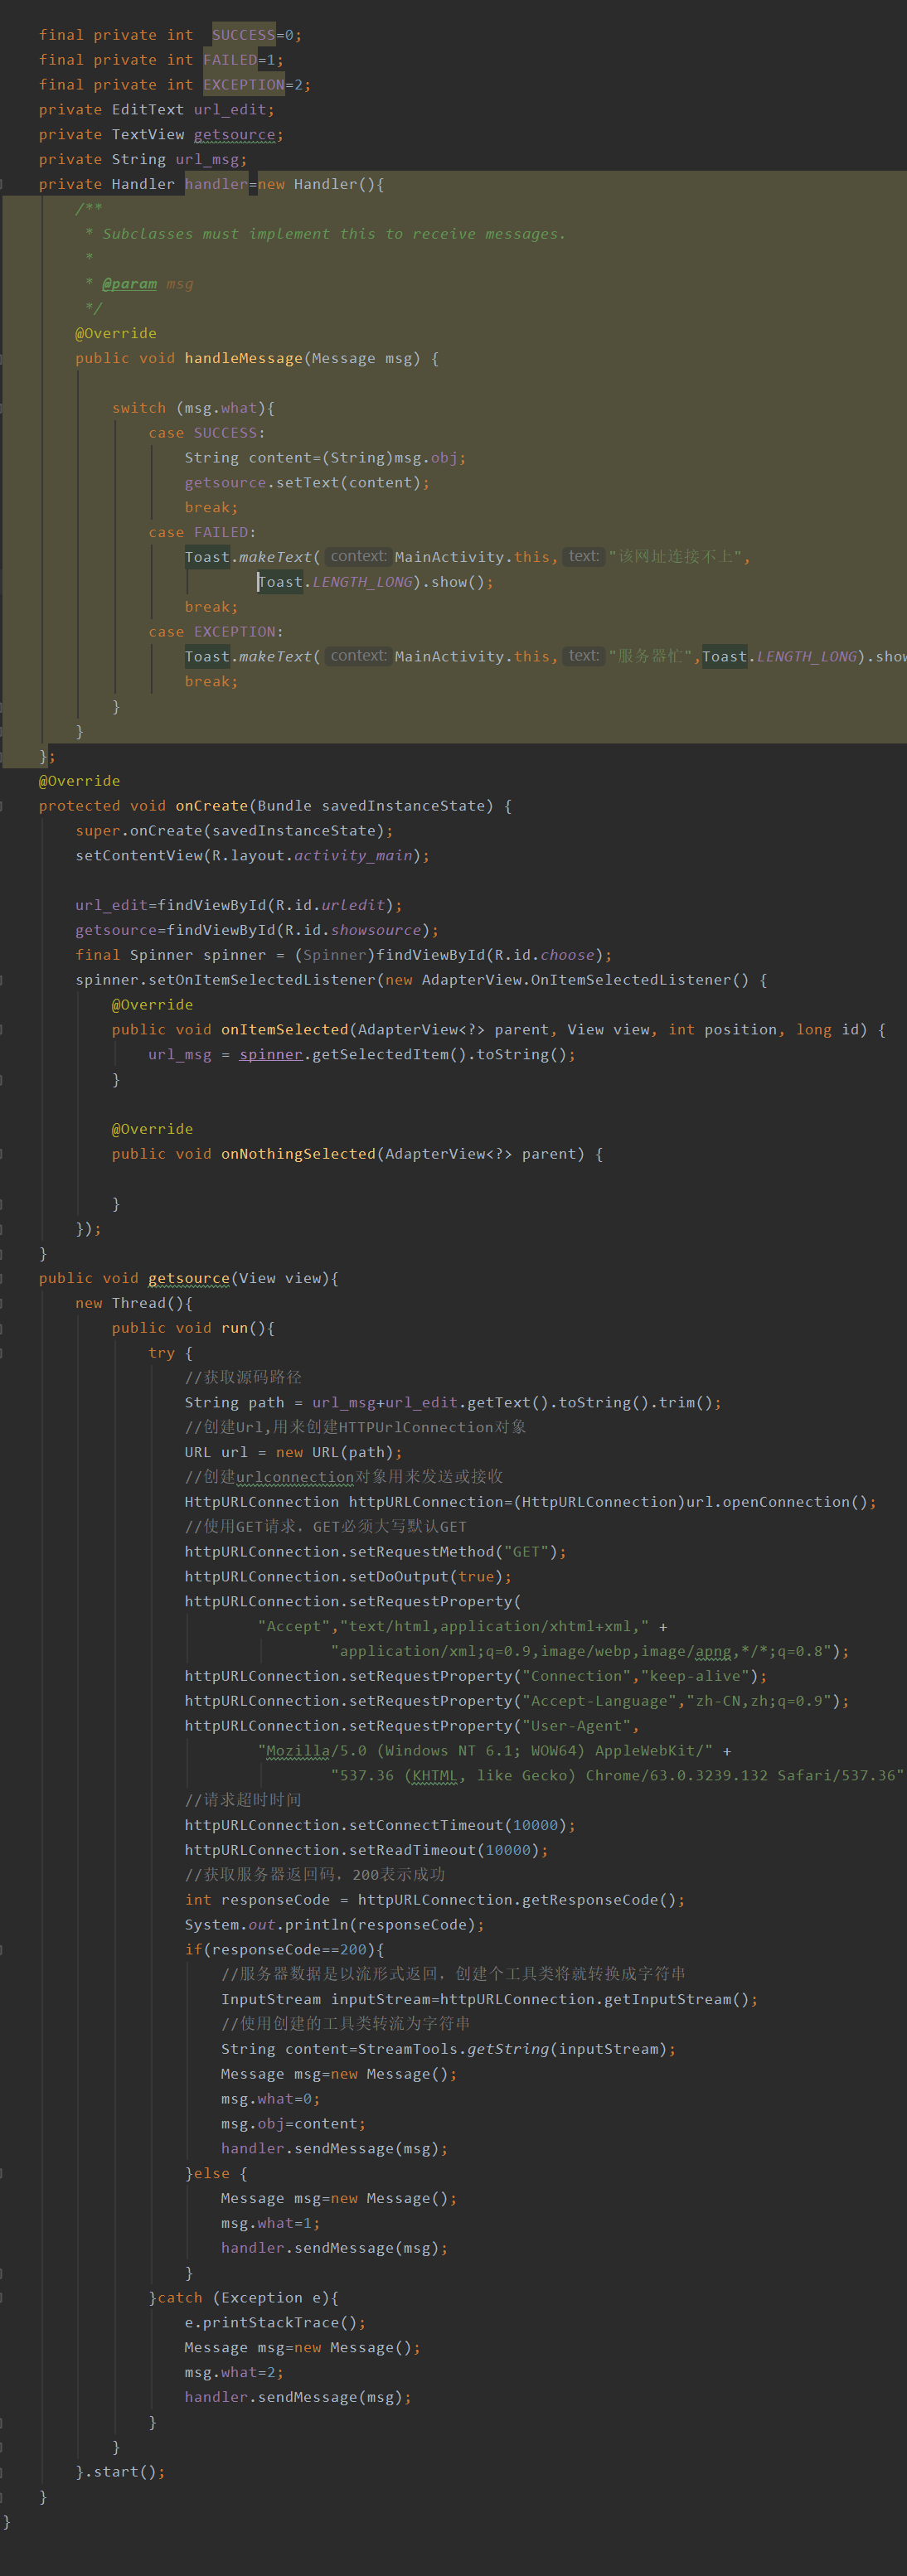 final private int  SUCCESS=0;
final private int FAILED=1;
final private int EXCEPTION=2;
private EditText url_edit;
private TextView getsource;
private String url_msg;
private Handler handler=new Handler(){
/**
* Subclasses must implement this to receive messages.
*
* @param msg
*/
@Override
public void handleMessage(Message msg) {
switch (msg.what){
case SUCCESS:
String content=(String)msg.obj;
getsource.setText(content);
break;
case FAILED:
Toast.makeText( context: MainActivity.this, text: "该网址连接不上",
Toast.LENGTH_LONG).show();
break;
case EXCEPTION:
Toast.makeText( context: MainActivity.this, text: "服务器忙",Toast.LENGTH_LONG).show
break;
}
}
};
@Override
protected void onCreate(Bundle savedInstanceState) {
super.onCreate(savedInstanceState);
setContentView(R.layout.activity_main);
url_edit=findViewById(R.id.urledit);
getsource=findViewById(R.id.showsource);
final Spinner spinner = (Spinner)findViewById(R.id.choose);
spinner.setOnItemSelectedListener(new AdapterView.OnItemSelectedListener() {
@Override
public void onItemSelected(AdapterView<?> parent, View view, int position, long id) {
url_msg = spinner.getSelectedItem().toString();
}
@Override
public void onNothingSelected(AdapterView<?> parent) {
}
});
}
public void getsource(View view){
new Thread(){
public void run(){
try {
//获取源码路径
String path = url_msg+url_edit.getText().toString().trim();
//创建Url,用来创建HTTPUrlConnection对象
URL url = new URL(path);
//创建urlconnection对象用来发送或接收
HttpURLConnection httpURLConnection=(HttpURLConnection)url.openConnection();
//使用GET请求，GET必须大写默认GET
httpURLConnection.setRequestMethod("GET");
httpURLConnection.setDoOutput(true);
httpURLConnection.setRequestProperty(
"Accept","text/html,application/xhtml+xml," +
"application/xml;q=0.9,image/webp,image/apng,*/*;q=0.8");
httpURLConnection.setRequestProperty("Connection","keep-alive");
httpURLConnection.setRequestProperty("Accept-Language","zh-CN,zh;q=0.9");
httpURLConnection.setRequestProperty("User-Agent",
"Mozilla/5.0 (Windows NT 6.1; WOW64) AppleWebKit/" +
"537.36 (KHTML, like Gecko) Chrome/63.0.3239.132 Safari/537.36"
//请求超时时间
httpURLConnection.setConnectTimeout(10000);
httpURLConnection.setReadTimeout(10000);
//获取服务器返回码，200表示成功
int responseCode = httpURLConnection.getResponseCode();
System.out.println(responseCode);
if(responseCode==200){
//服务器数据是以流形式返回，创建个工具类将就转换成字符串
InputStream inputStream=httpURLConnection.getInputStream();
//使用创建的工具类转流为字符串
String content=StreamTools.getString(inputStream);
Message msg=new Message();
msg.what=0;
msg.obj=content;
handler.sendMessage(msg);
}else {
Message msg=new Message();
msg.what=1;
handler.sendMessage(msg);
}
}catch (Exception e){
e.printStackTrace();
Message msg=new Message();
msg.what=2;
handler.sendMessage(msg);
}
}
}.start();
}
}